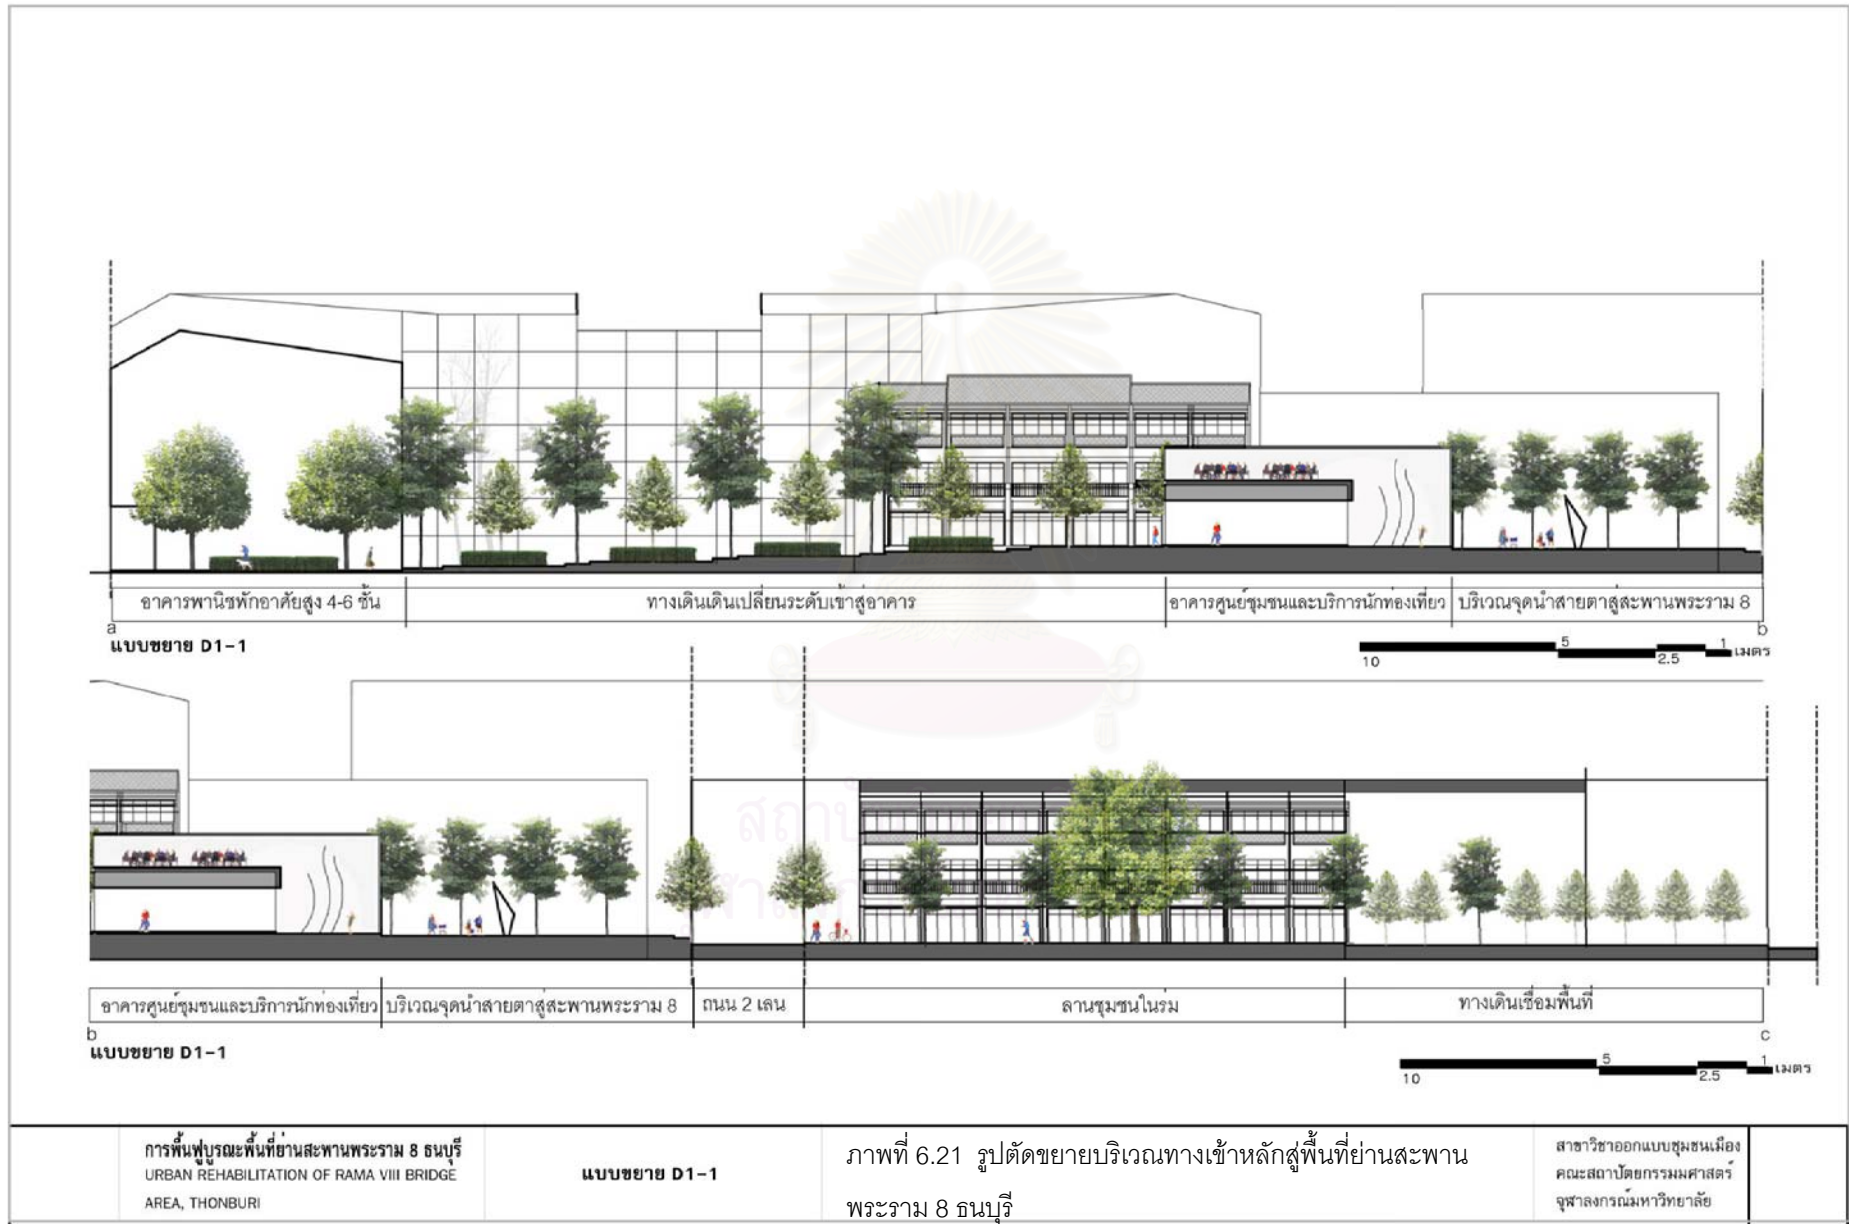 อาคารพานิชพักอาศัยสูง 4-6 ชั้น
ทางเดินเดินเปลี่ยนระดับเข้าสู่อาคาร
อาคารศูนย์ชุมชนและบริการนักท่องเที่ยว
บริเวณจุดนำสายตาสู่สะพานพระราม 8
a
b
แบบขยาย D1-1
10
5
2.5
1
เมตร
อาคารศูนย์ชุมชนและบริการนักท่องเที่ยว
บริเวณจุดนำสายตาสู่สะพานพระราม 8
ถนน 2 เลน
ลานชุมชนในร่ม
ทางเดินเชื่อมพื้นที่
b
c
แบบขยาย D1-1
10
5
2.5
1
เมตร
การฟื้นฟูบูรณะพื้นที่ย่านสะพานพระราม 8 ธนบุรี
URBAN REHABILITATION OF RAMA VIII BRIDGE
AREA, THONBURI
แบบขยาย D1-1
ภาพที่ 6.21 รูปตัดขยายบริเวณทางเข้าหลักสู่พื้นที่ย่านสะพาน
พระราม 8 ธนบุรี
สาขาวิชาออกแบบชุมชนเมือง
คณะสถาปัตยกรรมมศาสตร์
จุฬาลงกรณ์มหาวิทยาลัย